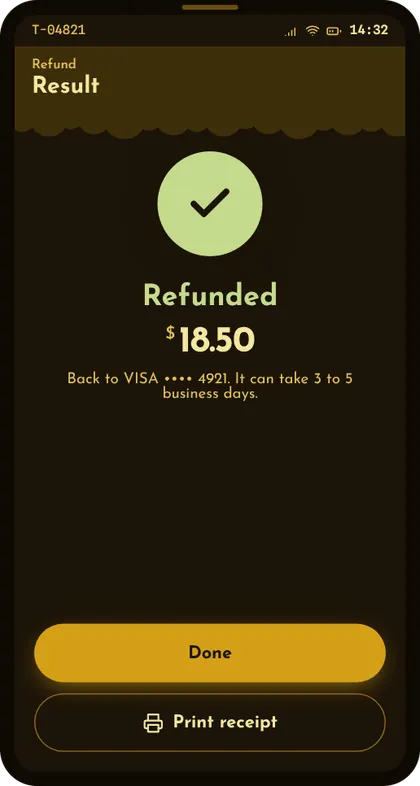 T-04821
14:32
Refund
Result
Refunded
$18.50
Back to VISA •••• 4921. It can take 3 to 5
business days.
Done
Print receipt